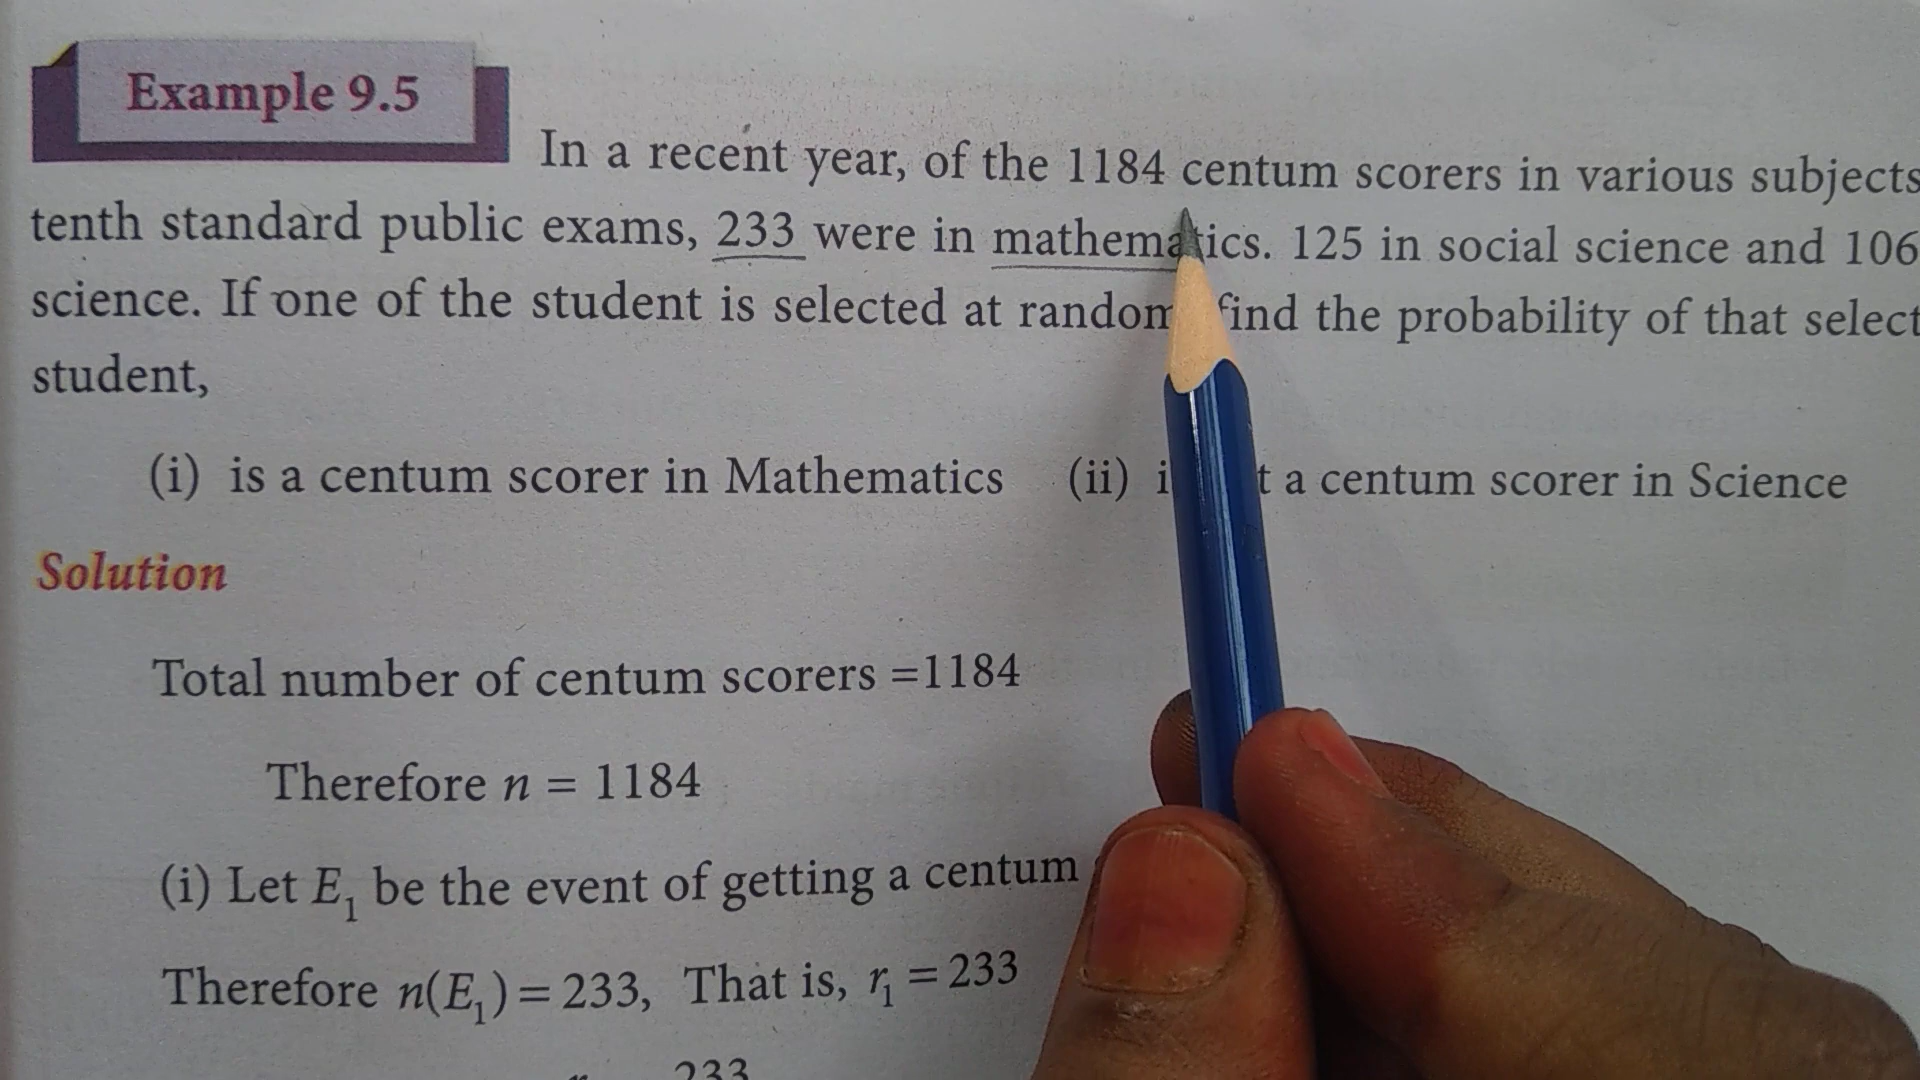 Example 9.5
In a recent year, of the 1184 centum scorers in various subjects
tenth standard public exams, 233 were in mathematics. 125 in social science and 106
science. If one of the student is selected at random find the probability of that select
student,
(i) is a centum scorer in Mathematics (ii) a centum scorer in Science
Solution
Total number of centum scorers =1184
Therefore n = 1184
(i) Let E₁ be the event of getting a centum
Therefore n(E₁) = 233, That is, r₁ = 233
233